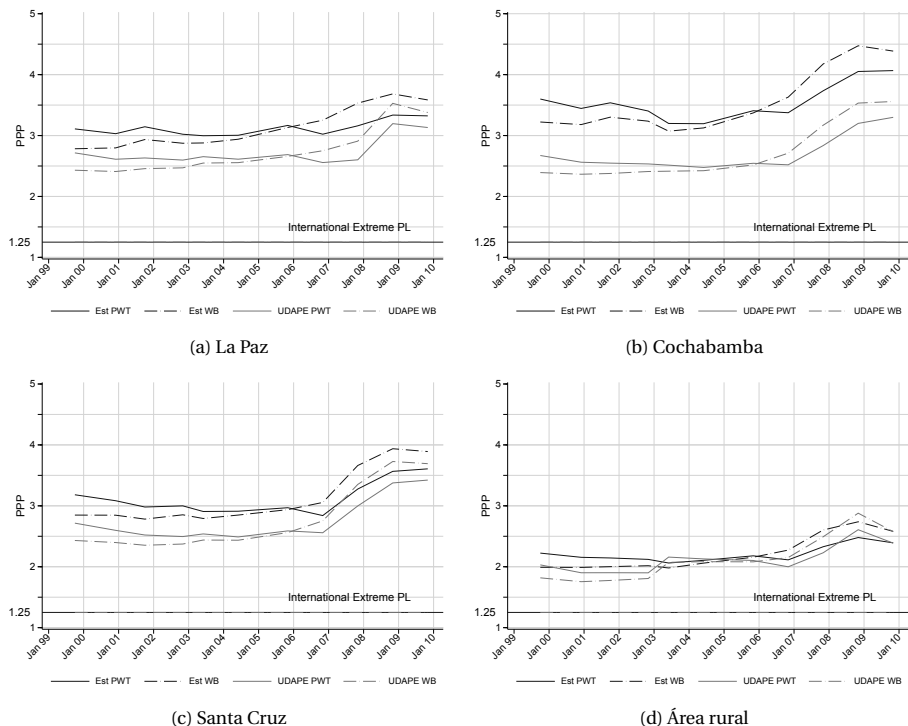 5
4
3
2
1.25
1
PPP
International Extreme PL
Jan 99 Jan 00 Jan 01 Jan 02 Jan 03 Jan 04 Jan 05 Jan 06 Jan 07 Jan 08 Jan 09 Jan 10
Est PWT Est WB UDAPE PWT UDAPE WB
(a) La Paz
5
4
3
2
1.25
1
PPP
International Extreme PL
Jan 99 Jan 00 Jan 01 Jan 02 Jan 03 Jan 04 Jan 05 Jan 06 Jan 07 Jan 08 Jan 09 Jan 10
Est PWT Est WB UDAPE PWT UDAPE WB
(b) Cochabamba
5
4
3
2
1.25
1
PPP
International Extreme PL
Jan 99 Jan 00 Jan 01 Jan 02 Jan 03 Jan 04 Jan 05 Jan 06 Jan 07 Jan 08 Jan 09 Jan 10
Est PWT Est WB UDAPE PWT UDAPE WB
(c) Santa Cruz
5
4
3
2
1.25
1
PPP
International Extreme PL
Jan 99 Jan 00 Jan 01 Jan 02 Jan 03 Jan 04 Jan 05 Jan 06 Jan 07 Jan 08 Jan 09 Jan 10
Est PWT Est WB UDAPE PWT UDAPE WB
(d) Área rural